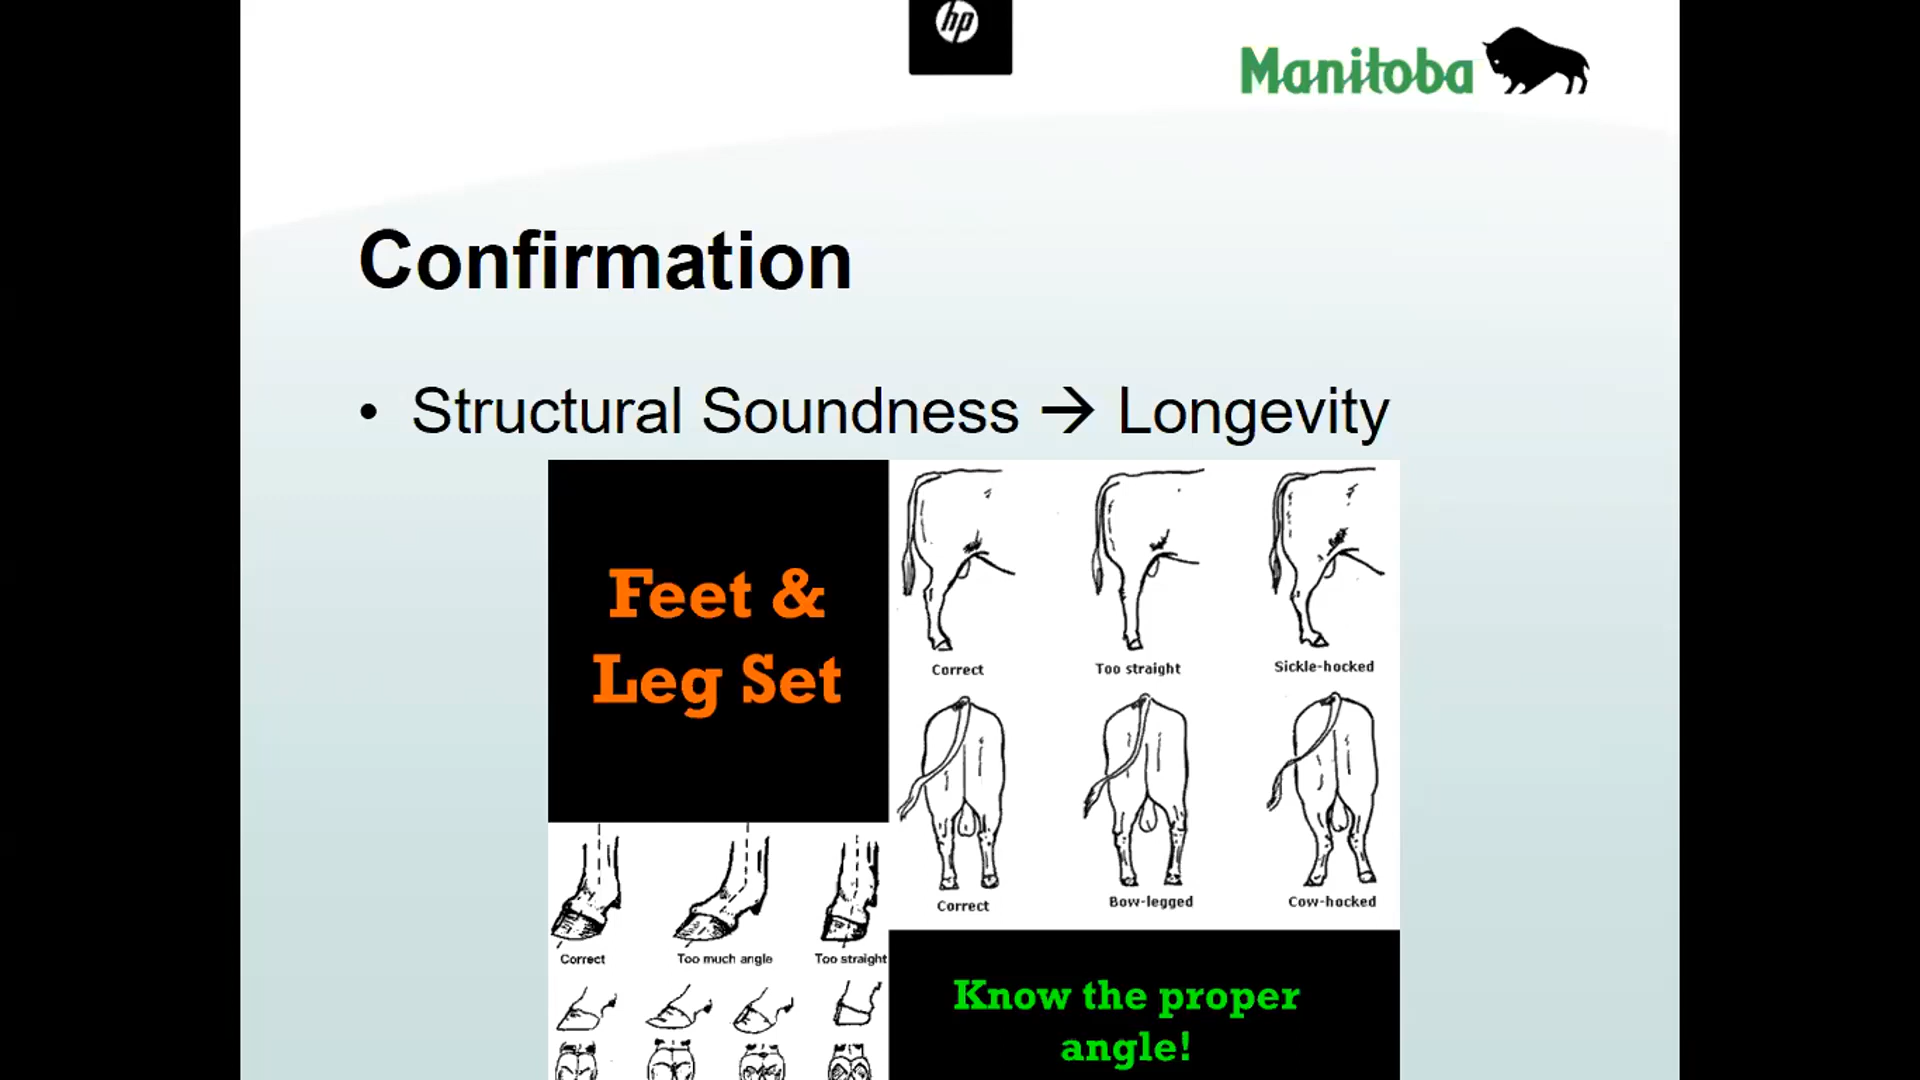 hp
Manitoba
Confirmation
• Structural Soundness → Longevity
Feet &
Leg Set
Correct Too straight Sickle-hocked
Correct Bow-legged Cow-hocked
Correct Too much angle Too straight
Know the proper
angle!